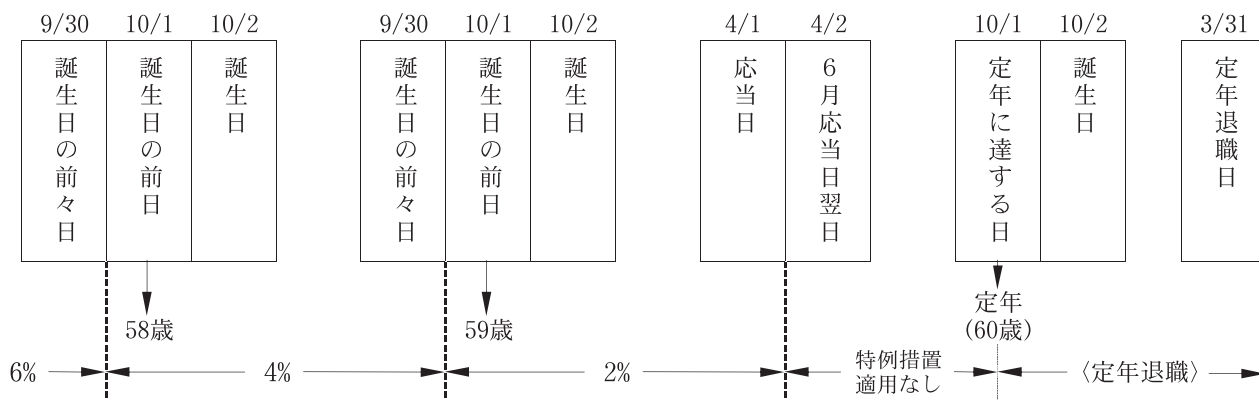 9/30 10/1 10/2 9/30 10/1 10/2 4/1 4/2 10/1 10/2 3/31
誕生日の前々日
誕生日の前日
誕生日
誕生日の前々日
誕生日の前日
誕生日
応当日
6月応当日翌日
定年に達する日
誕生日
定年退職日
58歳
59歳
定年
(60歳)
6% 4% 2% 特例措置
適用なし
〈定年退職〉